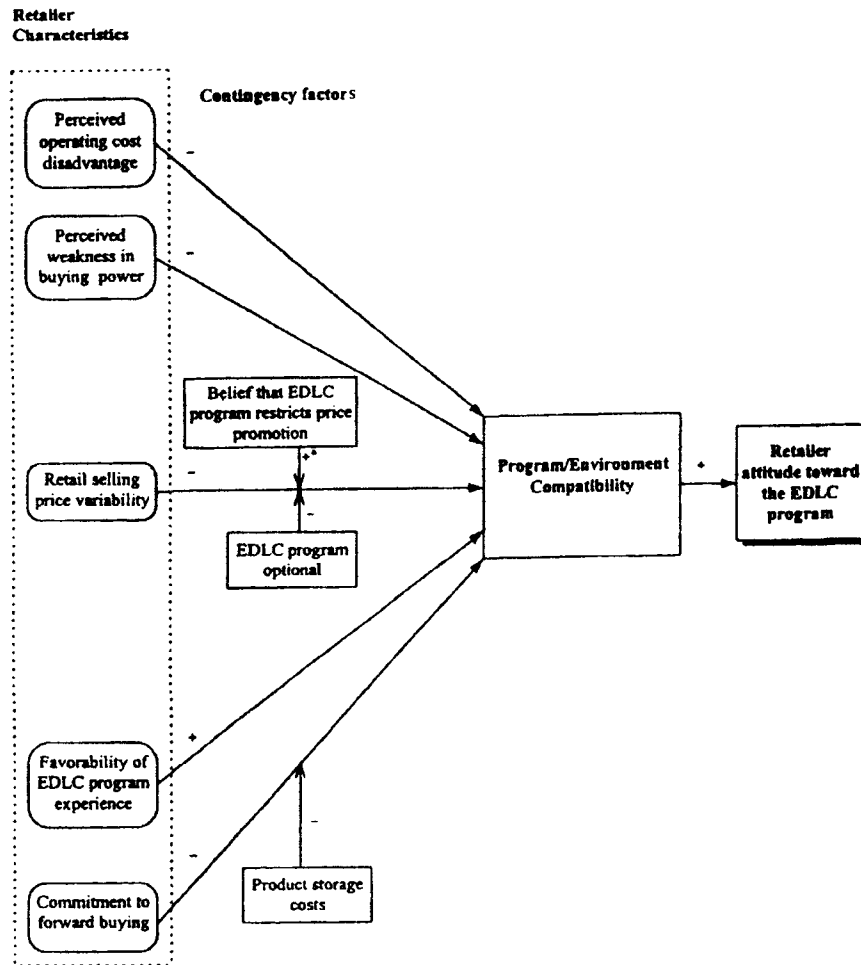 Retailer
Characteristics
Contingency factors
Perceived
operating cost
disadvantage
-
Perceived
weakness in
buying power
-
Belief that EDLC
program restricts price
promotion
+*
Retail selling
price variability
-
-
EDLC program
optional
Program/Environment
Compatibility
+
Retailer
attitude toward
the EDLC
program
+
Favorability of
EDLC program
experience
-
-
Commitment to
forward buying
Product storage
costs